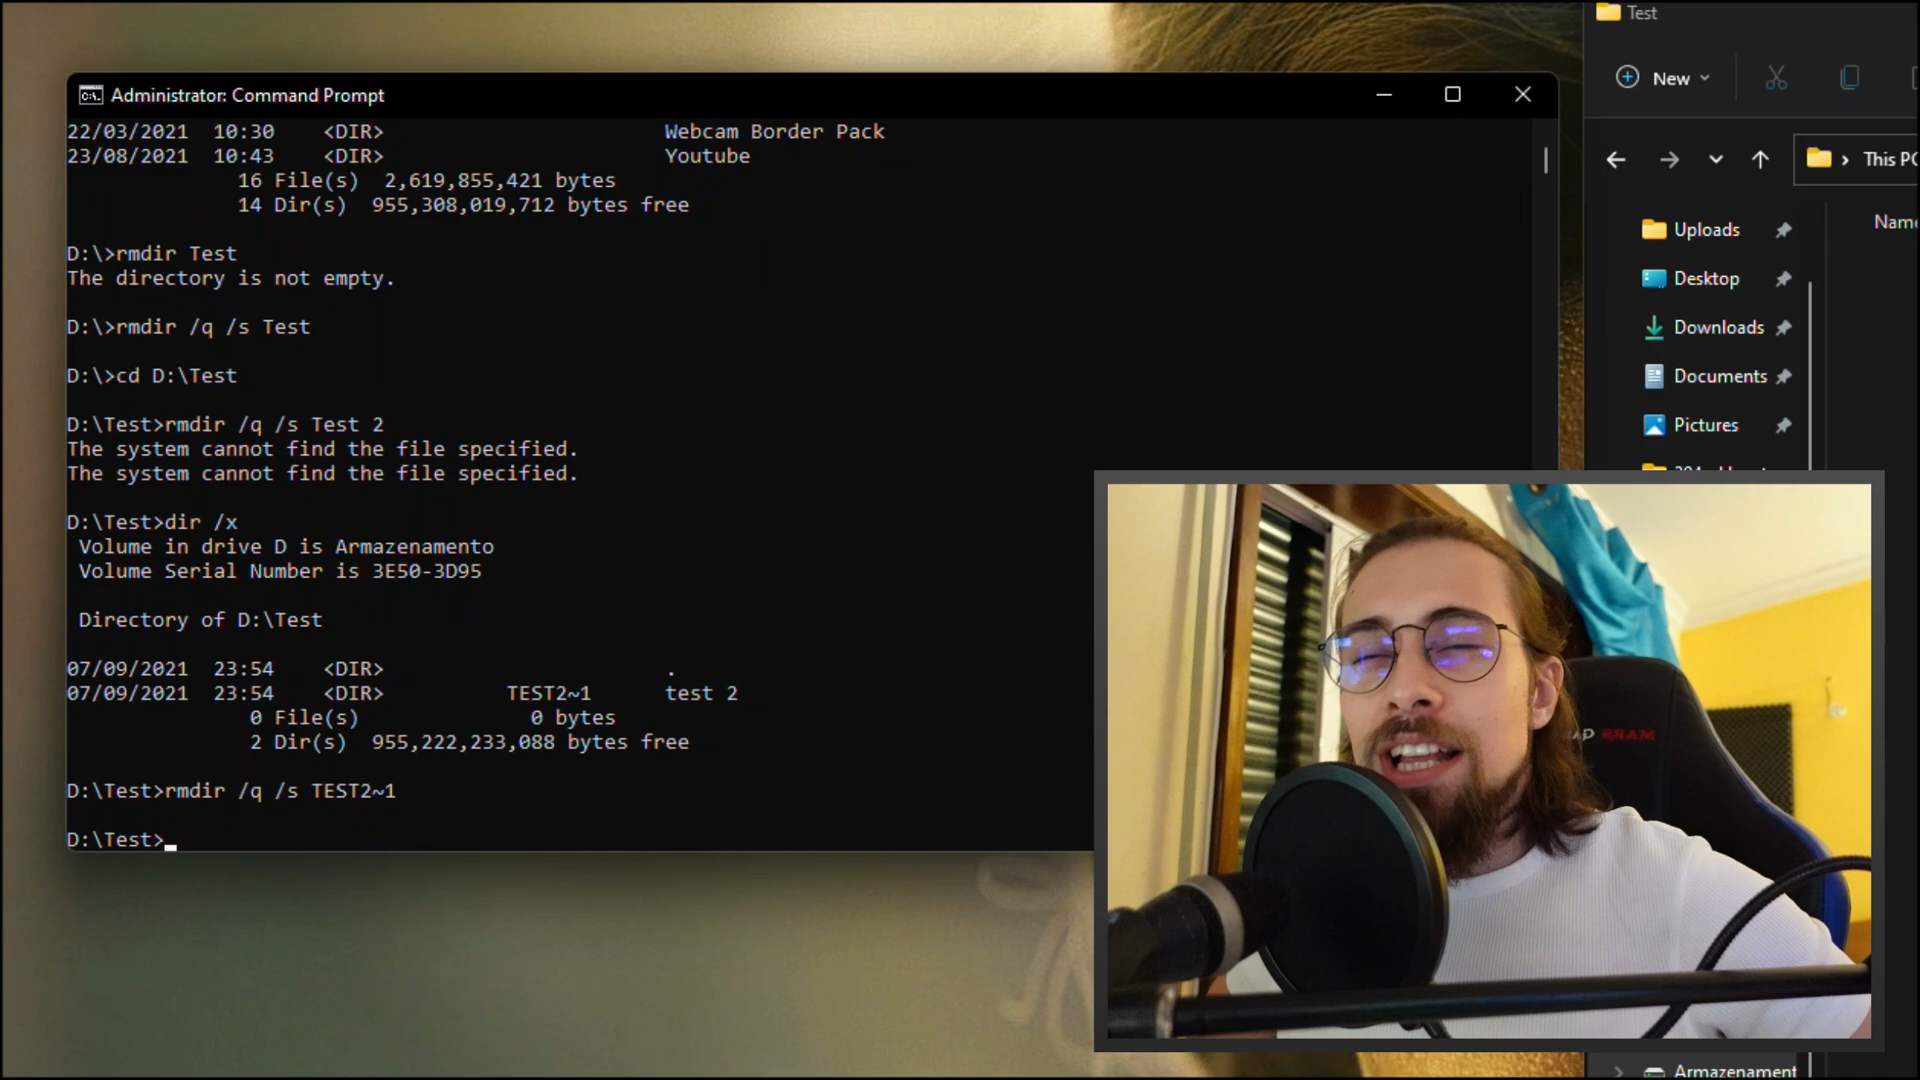 Administrator: Command Prompt
22/03/2021 10:30 <DIR> Webcam Border Pack
23/08/2021 10:43 <DIR> Youtube
16 File(s) 2,619,855,421 bytes
14 Dir(s) 955,308,019,712 bytes free
D:\>rmdir Test
The directory is not empty.
D:\>rmdir /q /s Test
D:\>cd D:\Test
D:\Test>rmdir /q /s Test 2
The system cannot find the file specified.
The system cannot find the file specified.
D:\Test>dir /x
Volume in drive D is Armazenamento
Volume Serial Number is 3E50-3D95
Directory of D:\Test
07/09/2021 23:54 <DIR> .
07/09/2021 23:54 <DIR> TEST2~1 test 2
0 File(s) 0 bytes
2 Dir(s) 955,222,233,088 bytes free
D:\Test>rmdir /q /s TEST2~1
D:\Test>
Test
New
This PC
Name
Uploads
Desktop
Downloads
Documents
Pictures
MARS
Armazenament